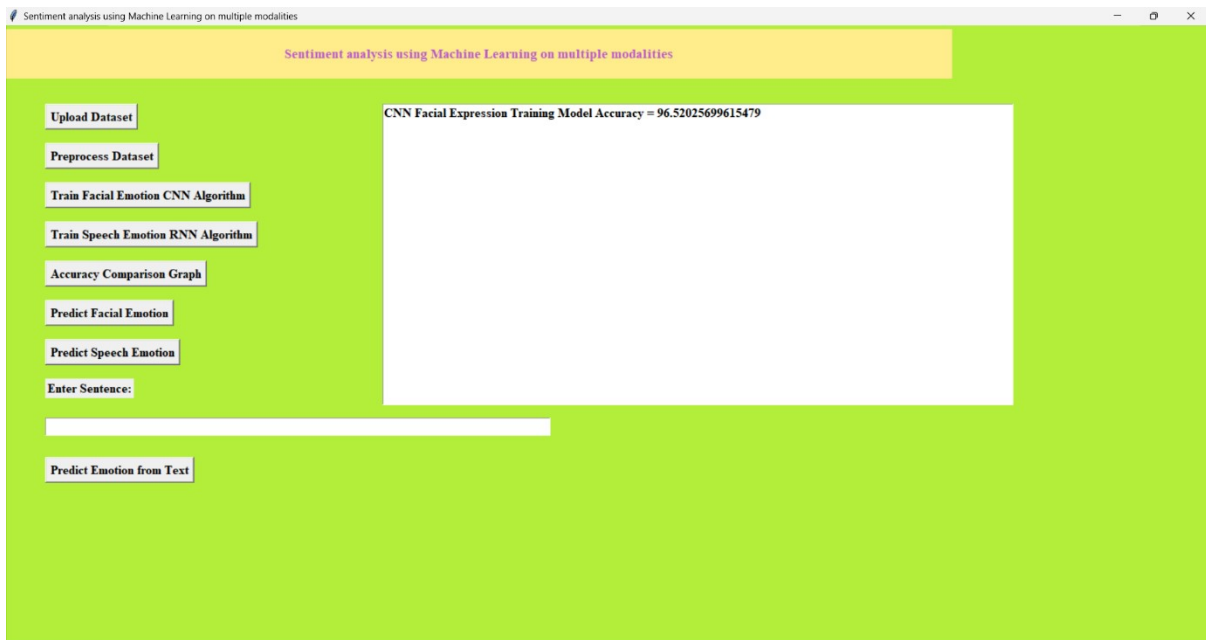 Sentiment analysis using Machine Learning on multiple modalities
Sentiment analysis using Machine Learning on multiple modalities
Upload Dataset
CNN Facial Expression Training Model Accuracy = 96.52025699615479
Preprocess Dataset
Train Facial Emotion CNN Algorithm
Train Speech Emotion RNN Algorithm
Accuracy Comparison Graph
Predict Facial Emotion
Predict Speech Emotion
Enter Sentence:
Predict Emotion from Text